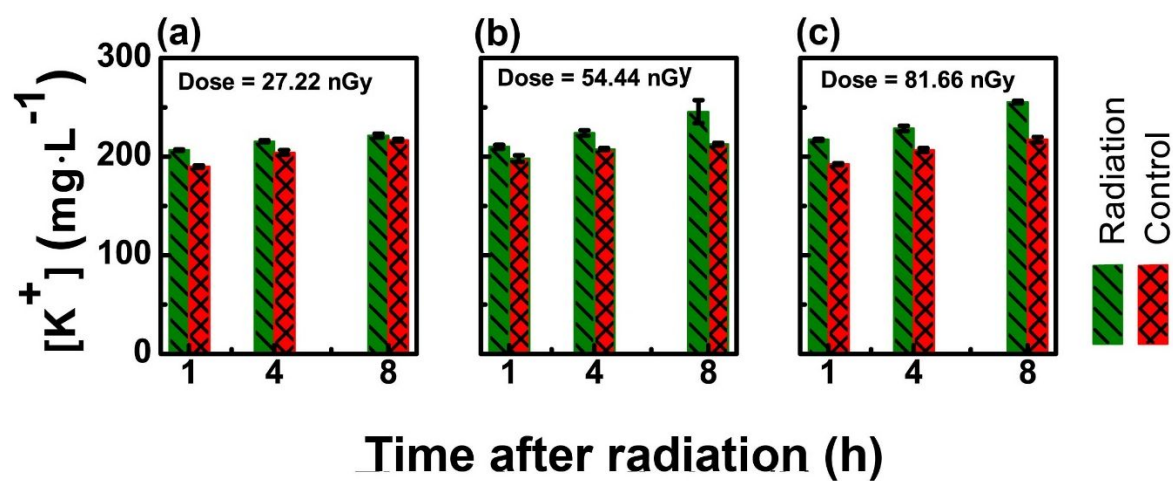 (a) (b) (c)
300
200
100
0
[K+] (mg·L-1)
Dose = 27.22 nGy
Dose = 54.44 nGy
Dose = 81.66 nGy
1 4 8 1 4 8 1 4 8
Time after radiation (h)
Radiation
Control